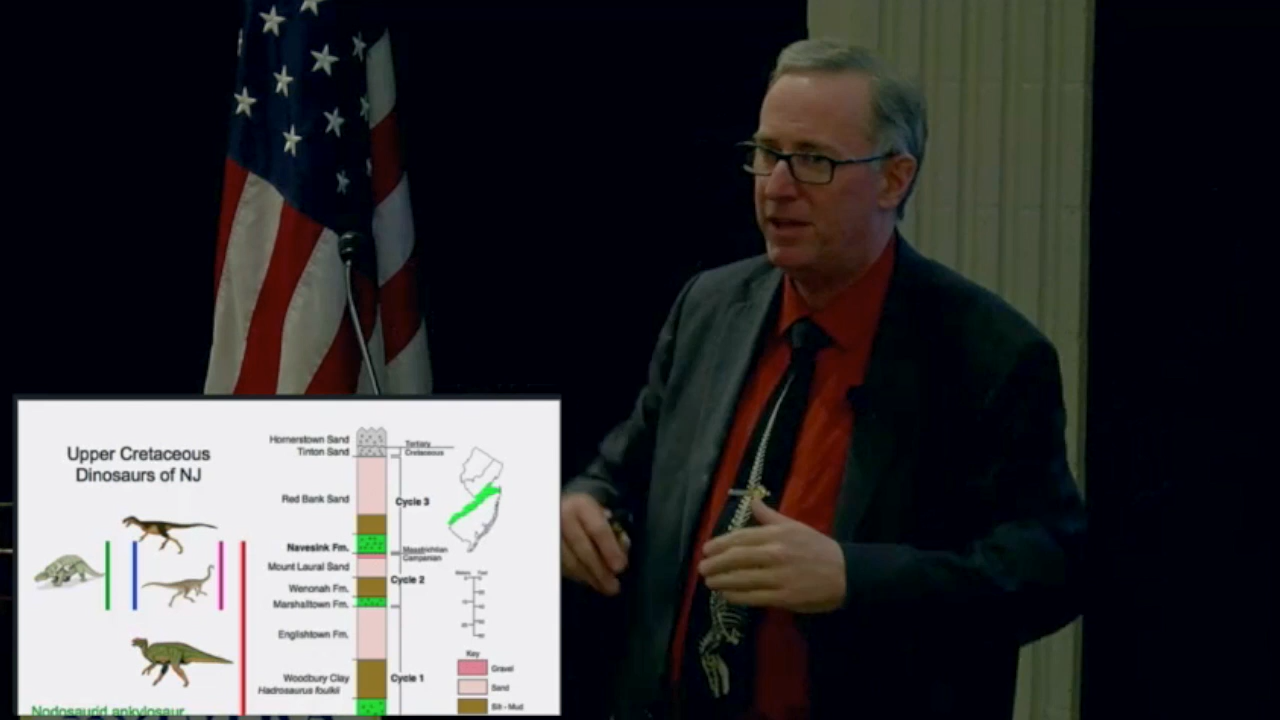 Upper Cretaceous
Dinosaurs of NJ
Hornerstown Sand
Tinton Sand
Red Bank Sand
Navesink Fm.
Mount Laural Sand
Wenonah Fm.
Marshalltown Fm.
Englishtown Fm.
Woodbury Clay
Hadrosaurus foulkii
Tertiary
Cretaceous
Cycle 3
Maastrichtian
Campanian
Cycle 2
Cycle 1
Key
Gravel
Sand
Silt - Mud
Nodosaurid ankylosaur